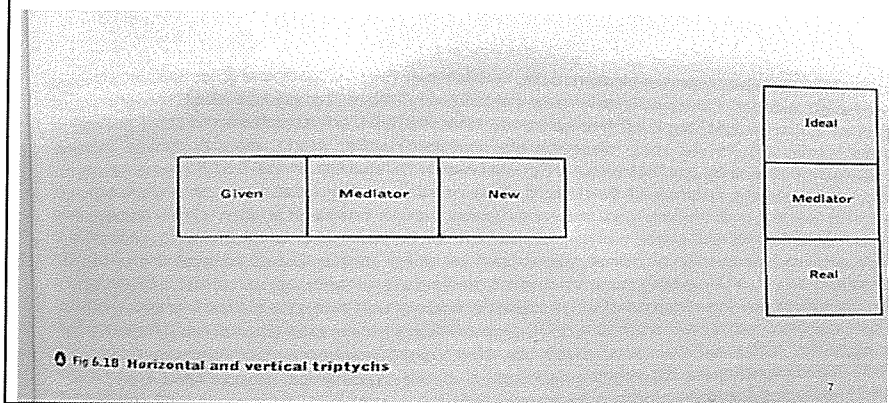 Ideal
Given Mediator New
Mediator
Real
Fig 6.18 Horizontal and vertical triptychs
7